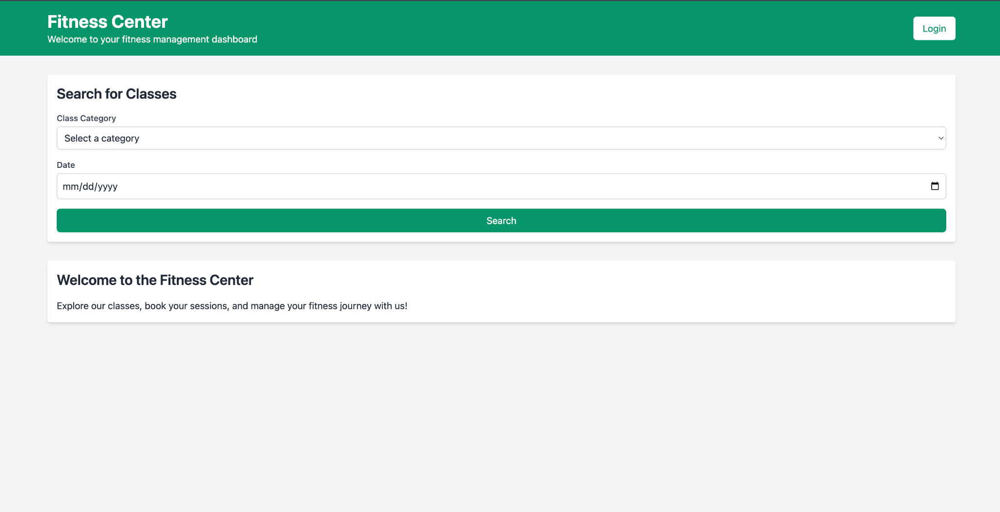 Fitness Center
Welcome to your fitness management dashboard
Login
Search for Classes
Class Category
Select a category
Date
mm/dd/yyyy
Search
Welcome to the Fitness Center
Explore our classes, book your sessions, and manage your fitness journey with us!